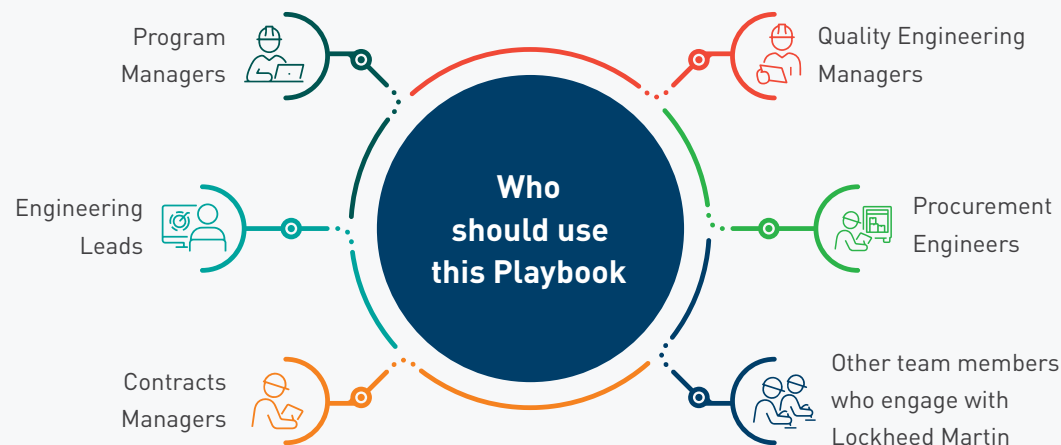 Program
Managers
Quality Engineering
Managers
Engineering
Leads
Who
should use
this Playbook
Procurement
Engineers
Contracts
Managers
Other team members
who engage with
Lockheed Martin